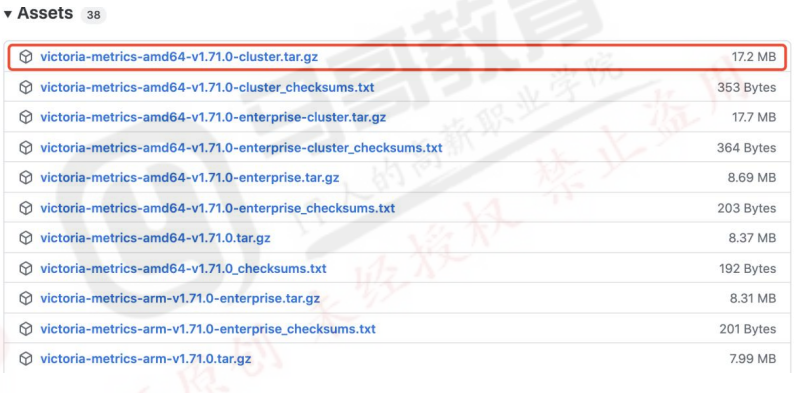 Assets 38
victoria-metrics-amd64-v1.71.0-cluster.tar.gz 17.2 MB
victoria-metrics-amd64-v1.71.0-cluster_checksums.txt 353 Bytes
victoria-metrics-amd64-v1.71.0-enterprise-cluster.tar.gz 17.7 MB
victoria-metrics-amd64-v1.71.0-enterprise-cluster_checksums.txt 364 Bytes
victoria-metrics-amd64-v1.71.0-enterprise.tar.gz 8.69 MB
victoria-metrics-amd64-v1.71.0-enterprise_checksums.txt 203 Bytes
victoria-metrics-amd64-v1.71.0.tar.gz 8.37 MB
victoria-metrics-amd64-v1.71.0_checksums.txt 192 Bytes
victoria-metrics-arm-v1.71.0-enterprise.tar.gz 8.31 MB
victoria-metrics-arm-v1.71.0-enterprise_checksums.txt 201 Bytes
victoria-metrics-arm-v1.71.0.tar.gz 7.99 MB
马哥教育
IT人的高薪职业学院
原创 未经授权 禁止盗用